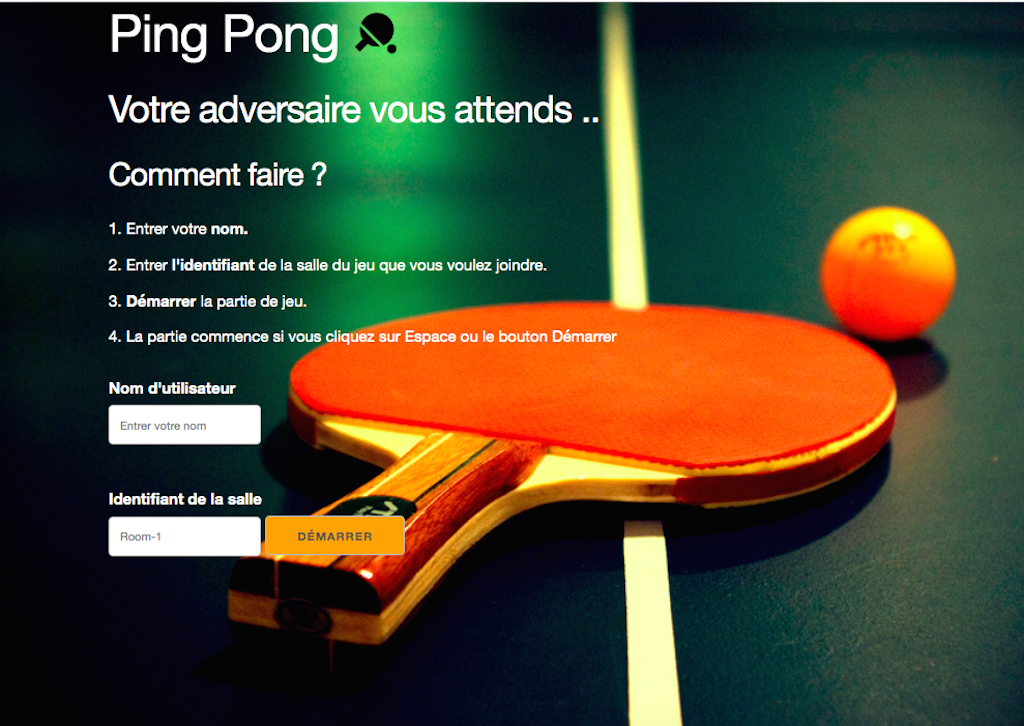 Ping Pong
Votre adversaire vous attends ..
Comment faire ?
1. Entrer votre nom.
2. Entrer l'identifiant de la salle du jeu que vous voulez joindre.
3. Démarrer la partie de jeu.
4. La partie commence si vous cliquez sur Espace ou le bouton Démarrer
Nom d'utilisateur
Entrer votre nom
Identifiant de la salle
Room-1 DÉMARRER